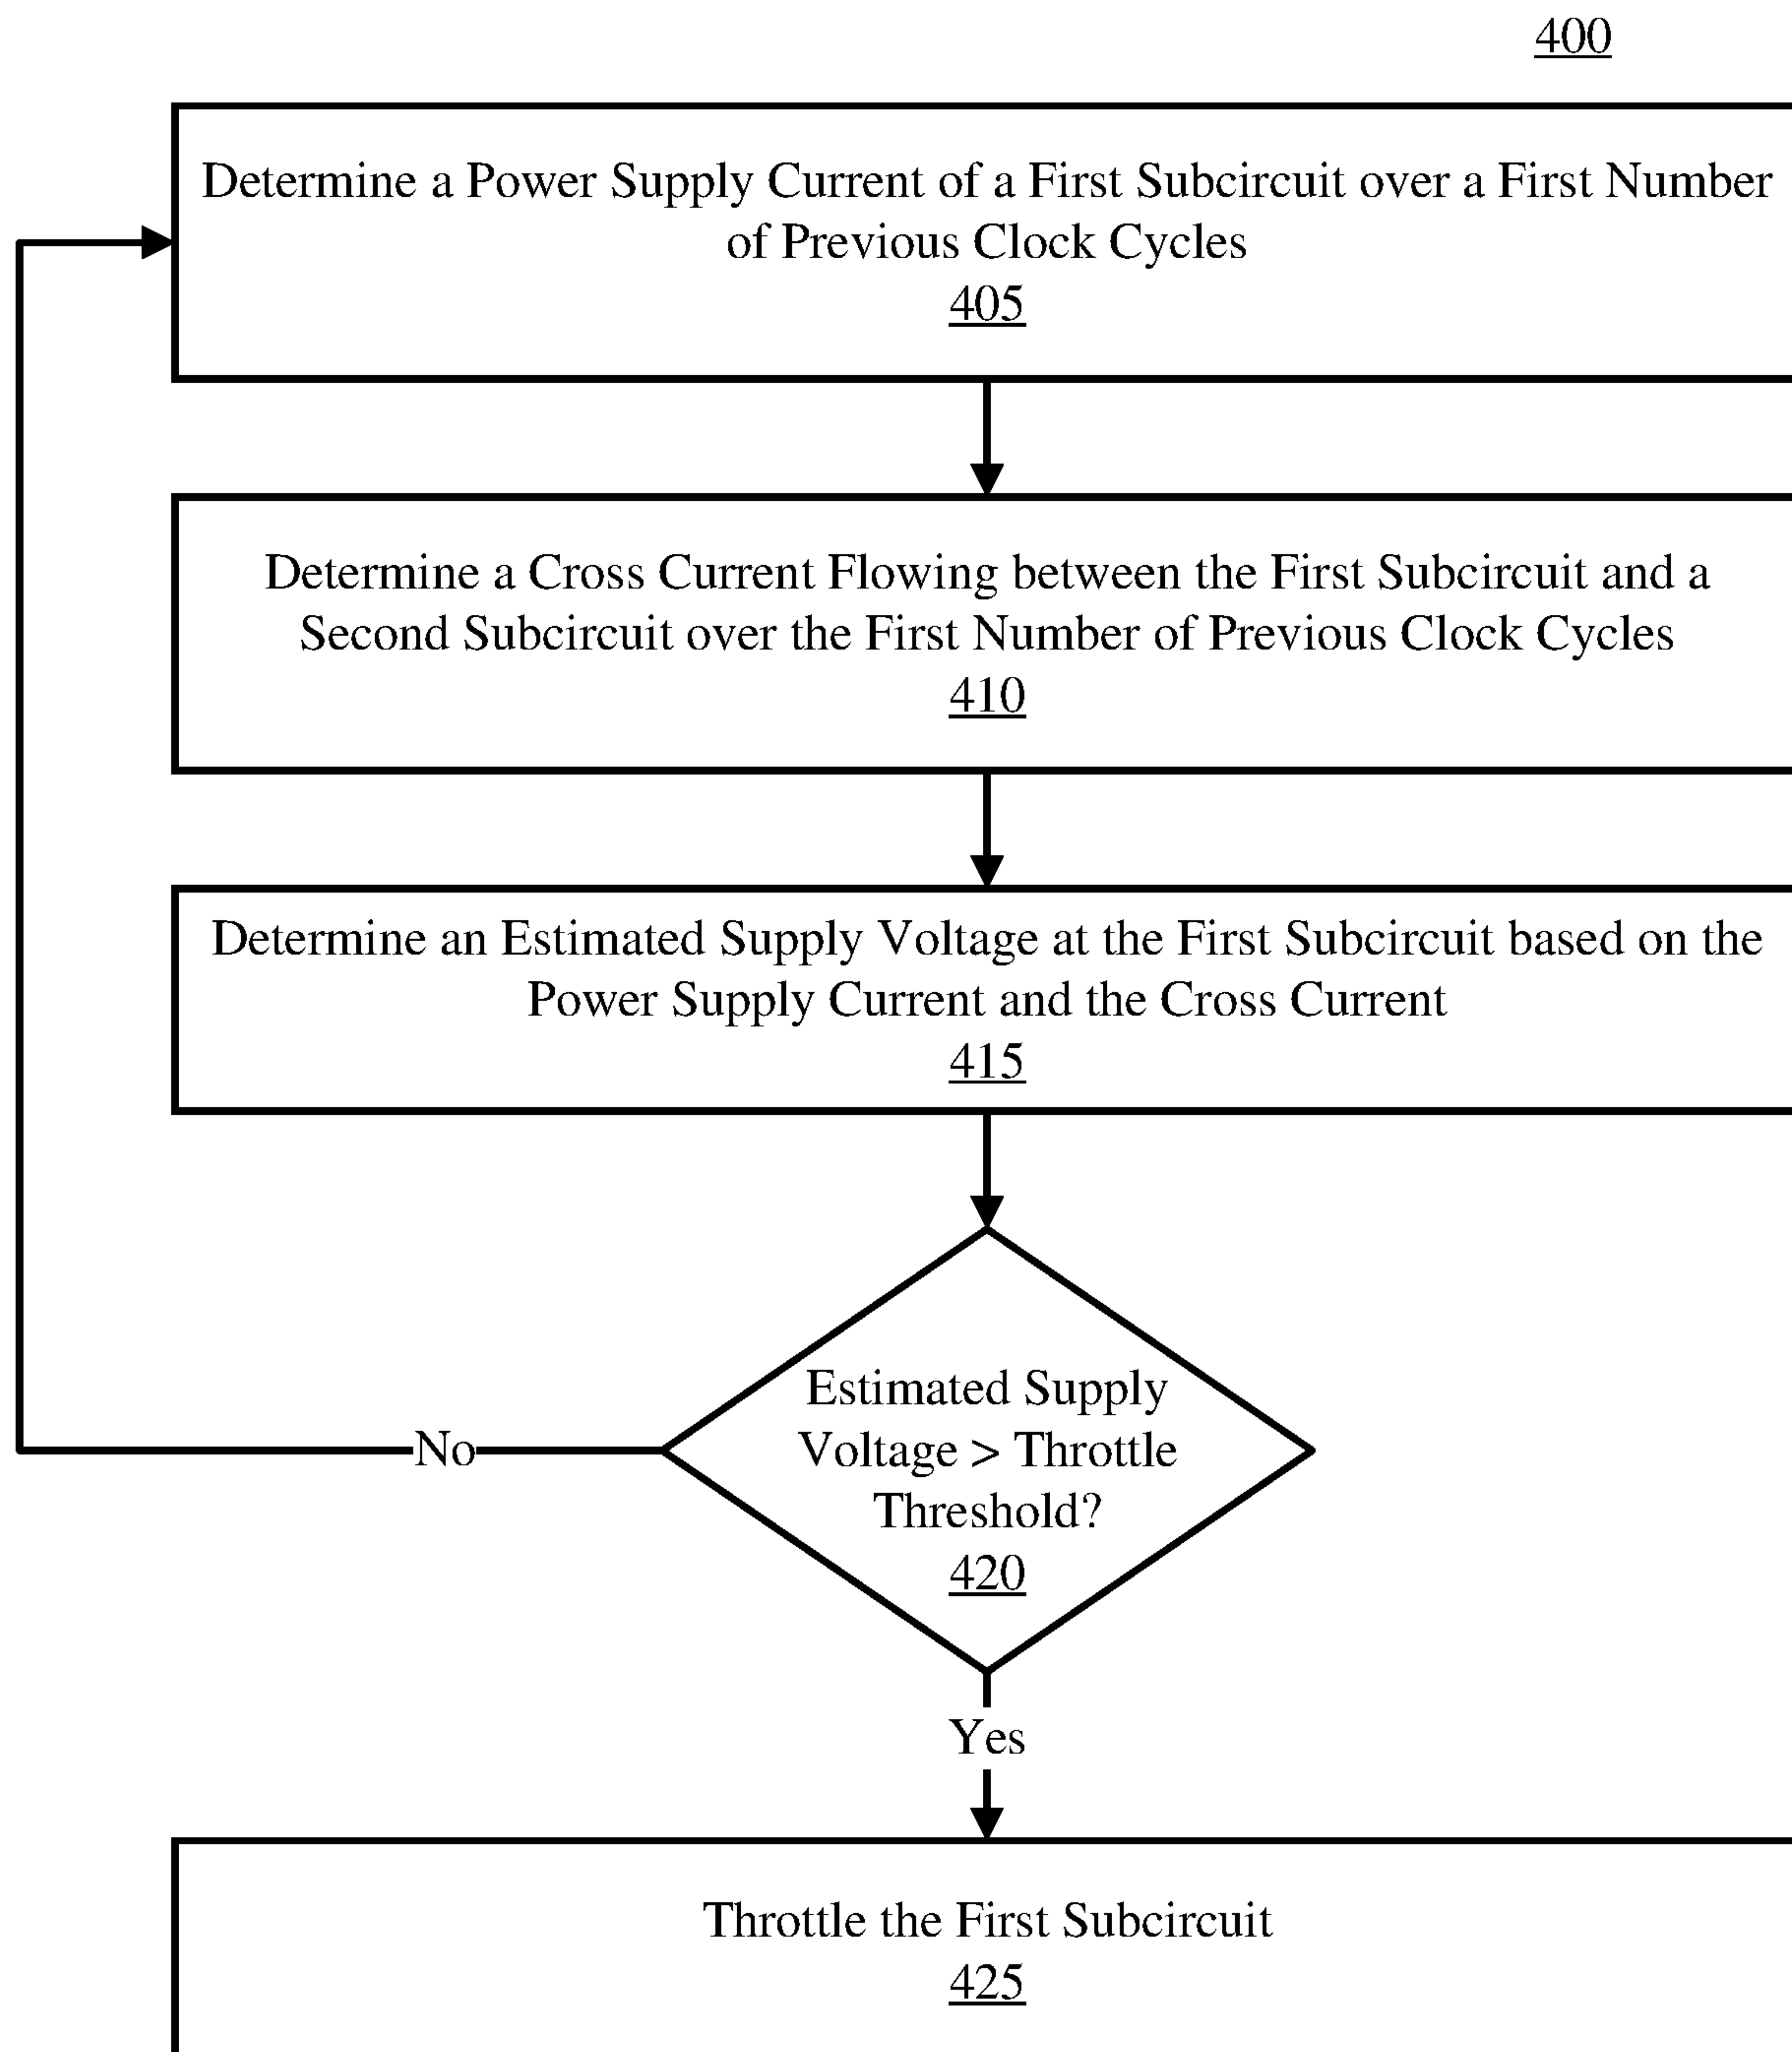 400
Determine a Power Supply Current of a First Subcircuit over a First Number
of Previous Clock Cycles
405
Determine a Cross Current Flowing between the First Subcircuit and a
Second Subcircuit over the First Number of Previous Clock Cycles
410
Determine an Estimated Supply Voltage at the First Subcircuit based on the
Power Supply Current and the Cross Current
415
Estimated Supply
Voltage > Throttle
Threshold?
420
No
Yes
Throttle the First Subcircuit
425